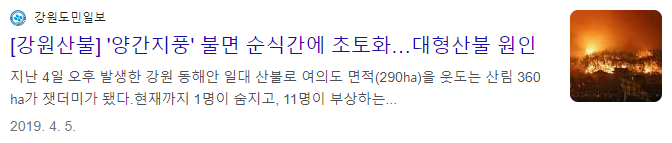 강원도민일보
[강원산불] '양간지풍' 불면 순식간에 초토화…대형산불 원인
지난 4일 오후 발생한 강원 동해안 일대 산불로 여의도 면적(290㏊)을 웃도는 산림 360
㏊가 잿더미가 됐다.현재까지 1명이 숨지고, 11명이 부상하는...
2019. 4. 5.